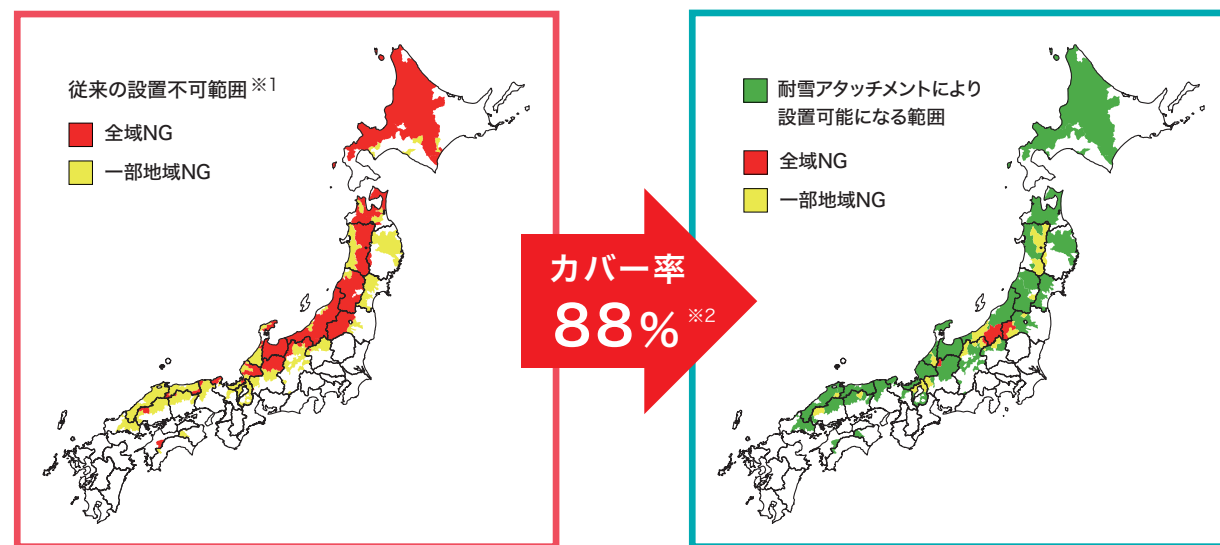 従来の設置不可範囲※1
全域NG
一部地域NG
カバー率
88%※2
耐雪アタッチメントにより
設置可能になる範囲
全域NG
一部地域NG